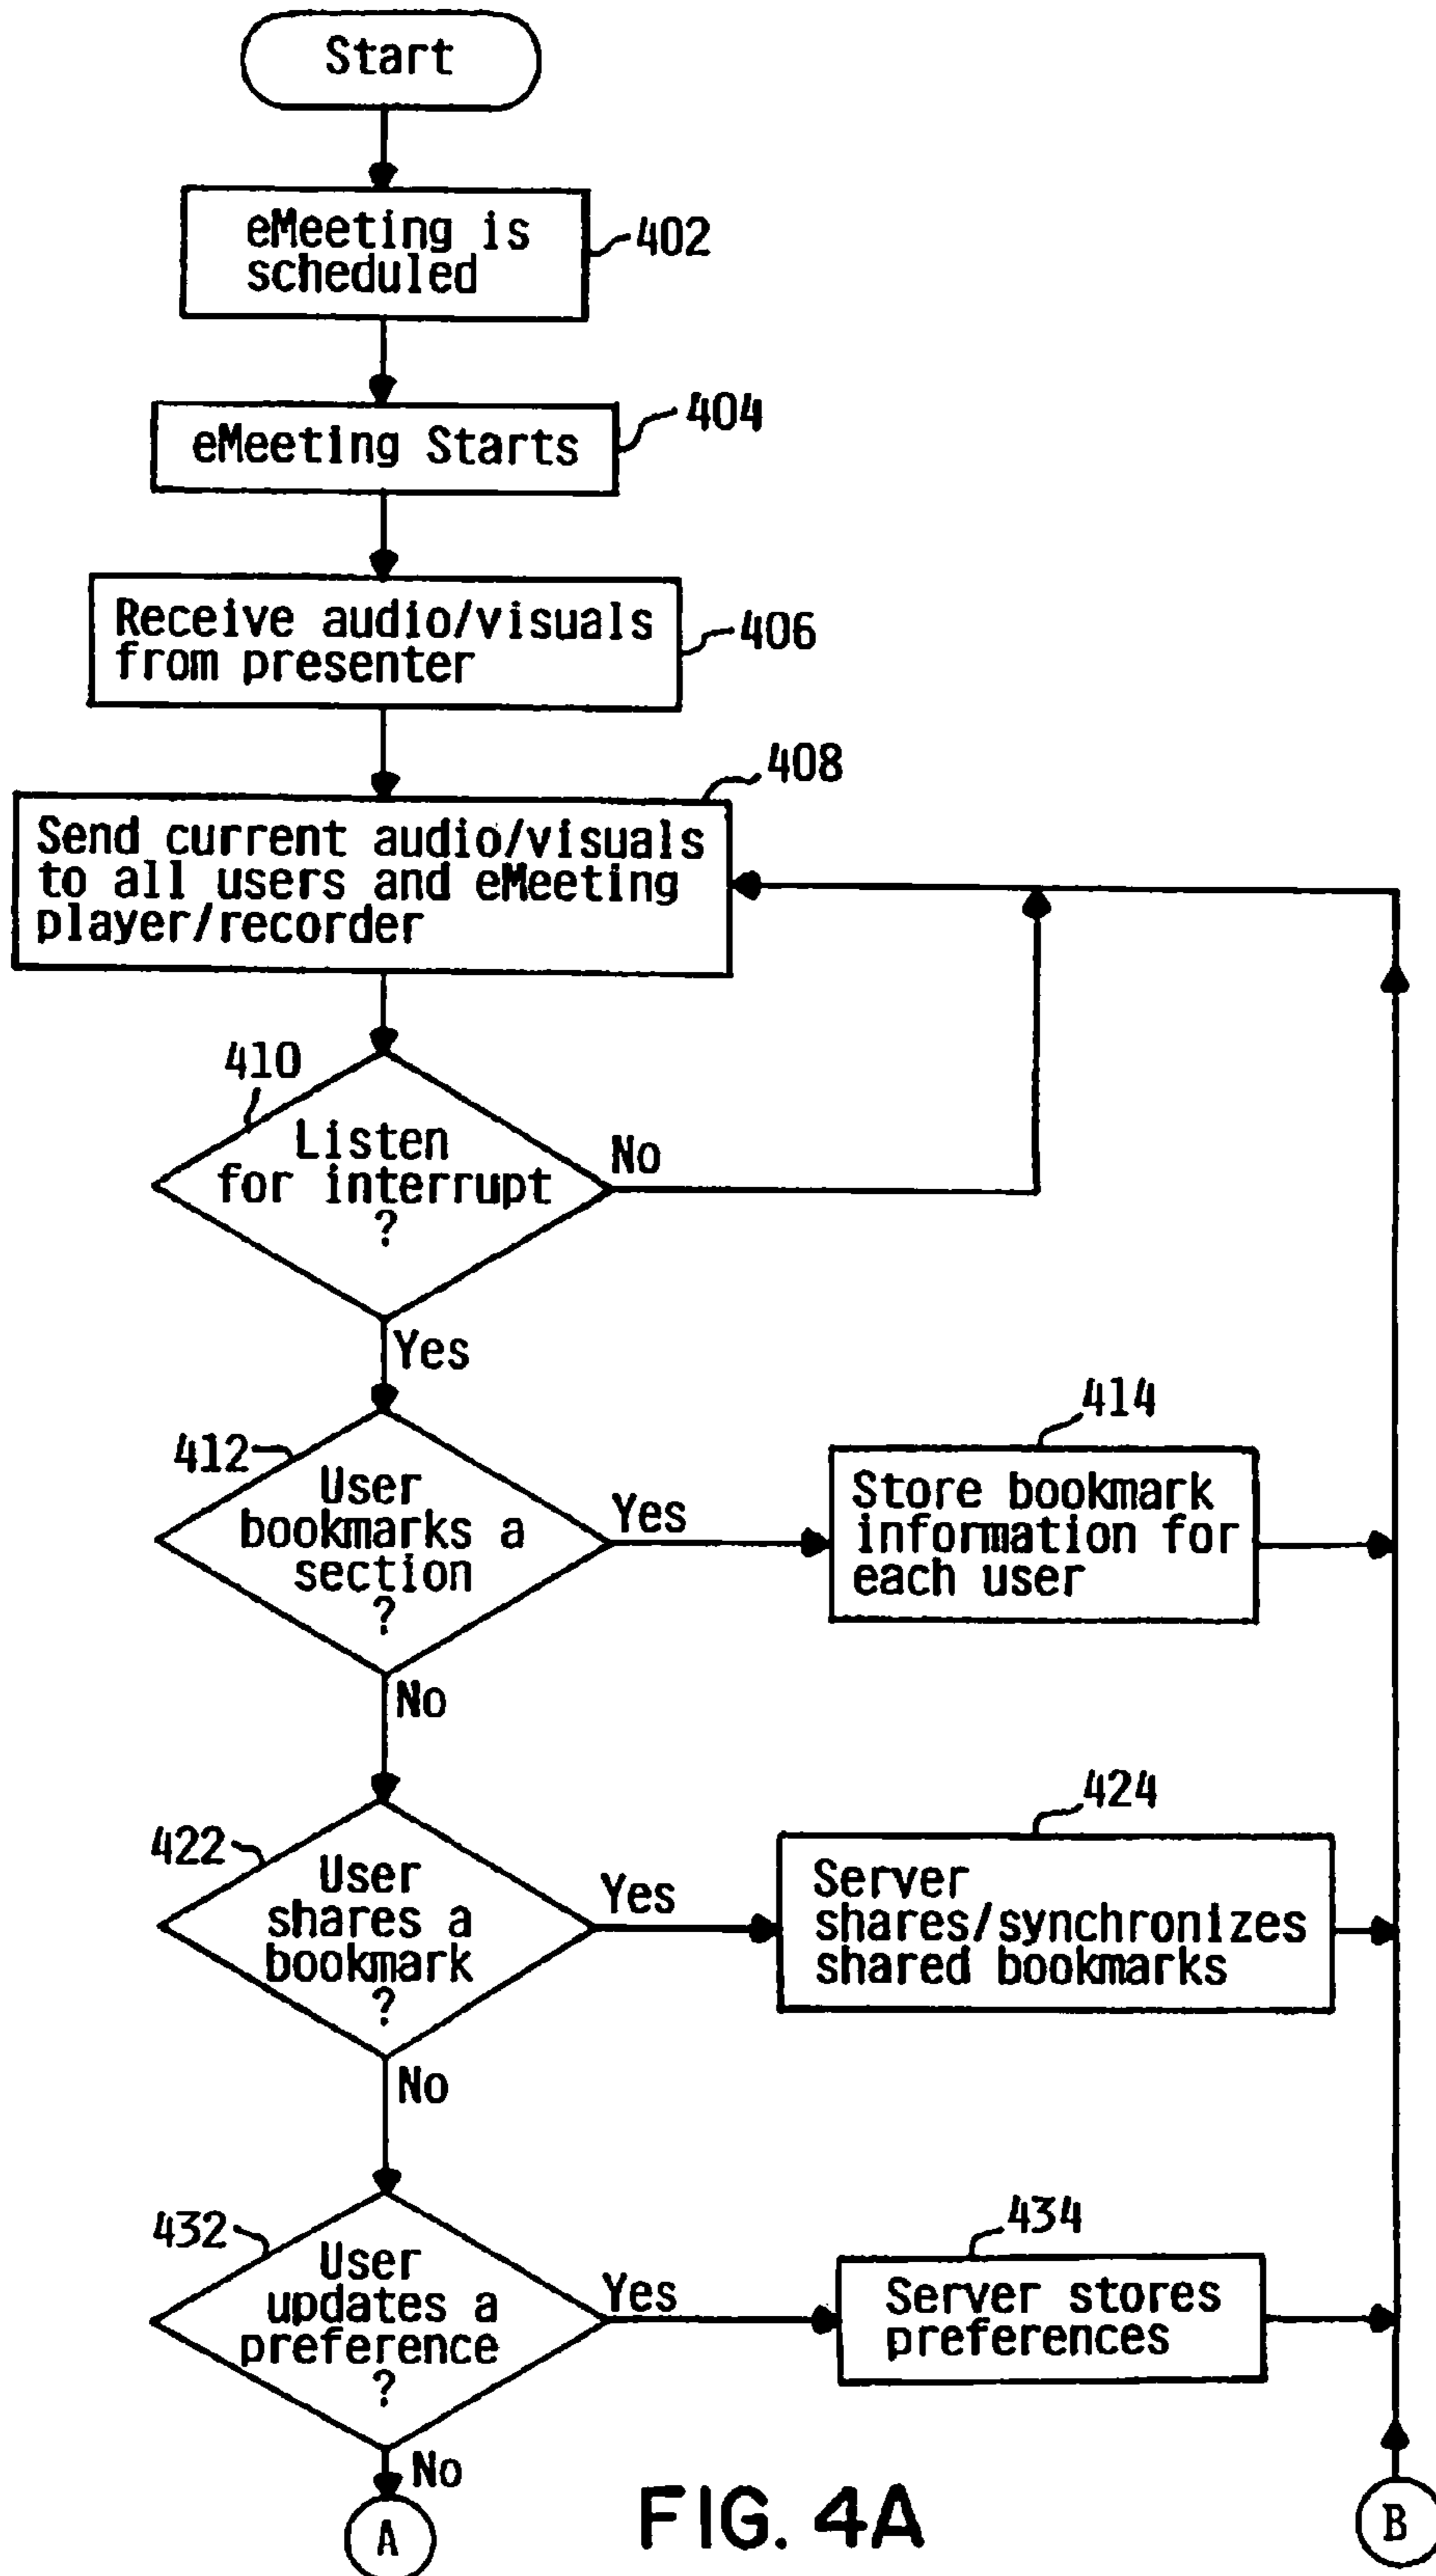 Start
eMeeting is
scheduled
402
eMeeting Starts
404
Receive audio/visuals
from presenter
406
408
Send current audio/visuals
to all users and eMeeting
player/recorder
410
Listen
for interrupt
?
No
Yes
412
User
bookmarks a
section
?
Yes
414
Store bookmark
information for
each user
No
422
User
shares a
bookmark
?
Yes
424
Server
shares/synchronizes
shared bookmarks
No
432
User
updates a
preference
?
Yes
434
Server stores
preferences
No
A
FIG. 4A
B